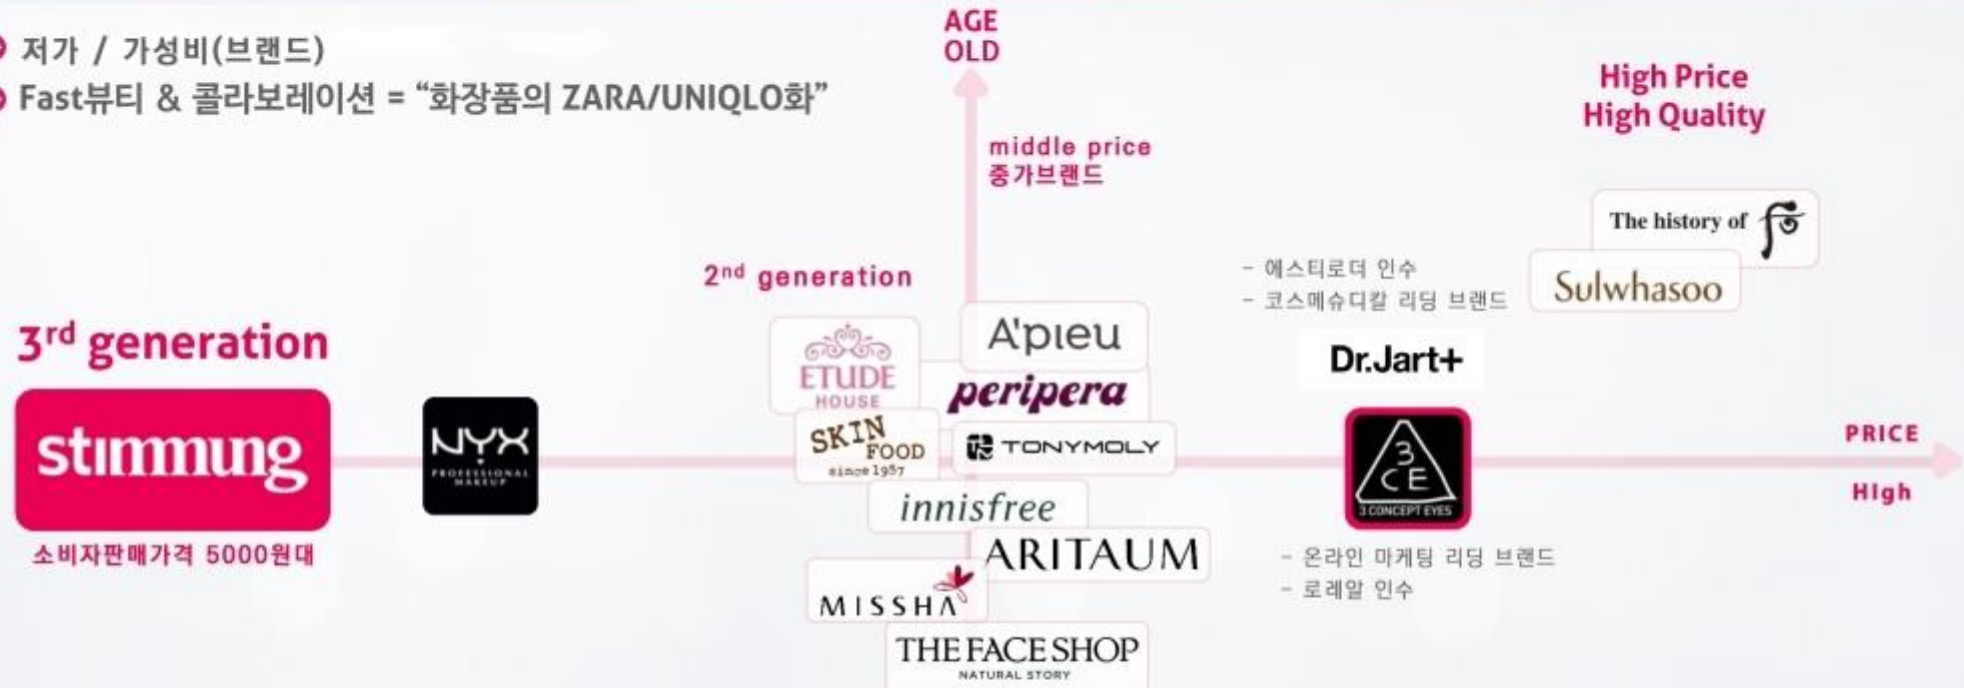 저가 / 가성비(브랜드)
Fast뷰티 & 콜라보레이션 = “화장품의 ZARA/UNIQLO화”
AGE
OLD
High Price
High Quality
middle price
중가브랜드
The history of
Sulwhasoo
- 에스티로더 인수
- 코스메슈디칼 리딩 브랜드
Dr.Jart+
2nd generation
A'pieu
ETUDE
HOUSE
peripera
SKIN
FOOD
since 1957
TONYMOLY
innisfree
ARITAUM
MISSHA
THE FACE SHOP
NATURAL STORY
3rd generation
stimmung
소비자판매가격 5000원대
NYX
PROFESSIONAL
MAKEUP
3
CE
3 CONCEPT EYES
- 온라인 마케팅 리딩 브랜드
- 로레알 인수
PRICE
HIgh